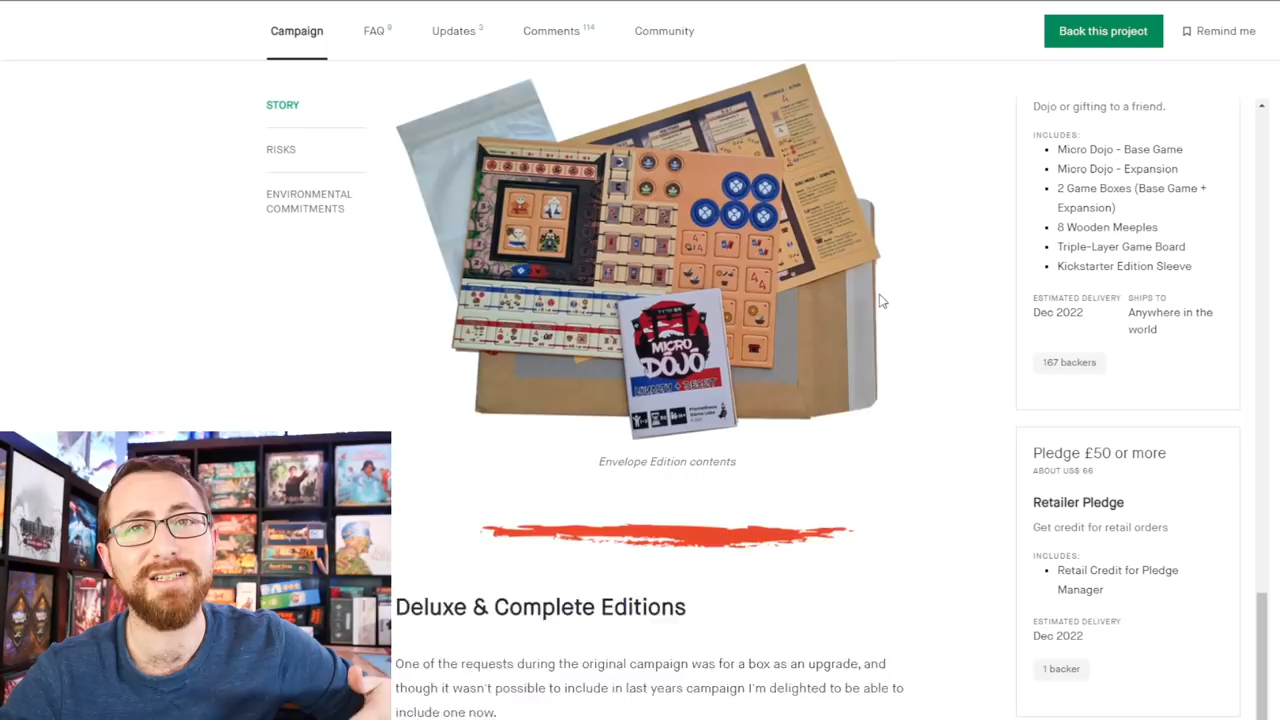 Campaign
FAQ 9
Updates 3
Comments 114
Community
Back this project
Remind me
STORY
RISKS
ENVIRONMENTAL
COMMITMENTS
MICRO
DOJO
LOYALTY + DECEIT
Envelope Edition contents
Deluxe & Complete Editions
One of the requests during the original campaign was for a box as an upgrade, and
though it wasn't possible to include in last years campaign I'm delighted to be able to
include one now.
Dojo or gifting to a friend.
INCLUDES:
• Micro Dojo - Base Game
• Micro Dojo - Expansion
• 2 Game Boxes (Base Game +
Expansion)
• 8 Wooden Meeples
• Triple-Layer Game Board
• Kickstarter Edition Sleeve
ESTIMATED DELIVERY
Dec 2022
SHIPS TO
Anywhere in the
world
167 backers
Pledge £50 or more
ABOUT US$ 66
Retailer Pledge
Get credit for retail orders
INCLUDES:
• Retail Credit for Pledge
Manager
ESTIMATED DELIVERY
Dec 2022
1 backer